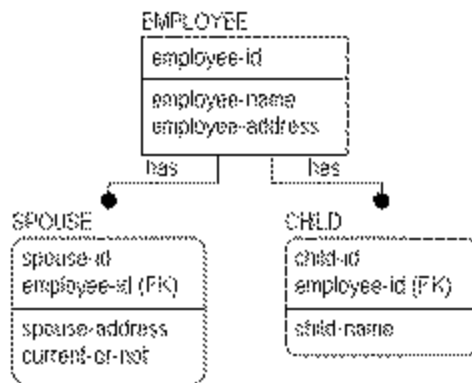 EMPLOYEE
employee-id
employee-name
employee-address
has
has
SPOUSE
spouse-id
employee-id (FK)
spouse-address
current-or-not
CHILD
child-id
employee-id (FK)
child-name